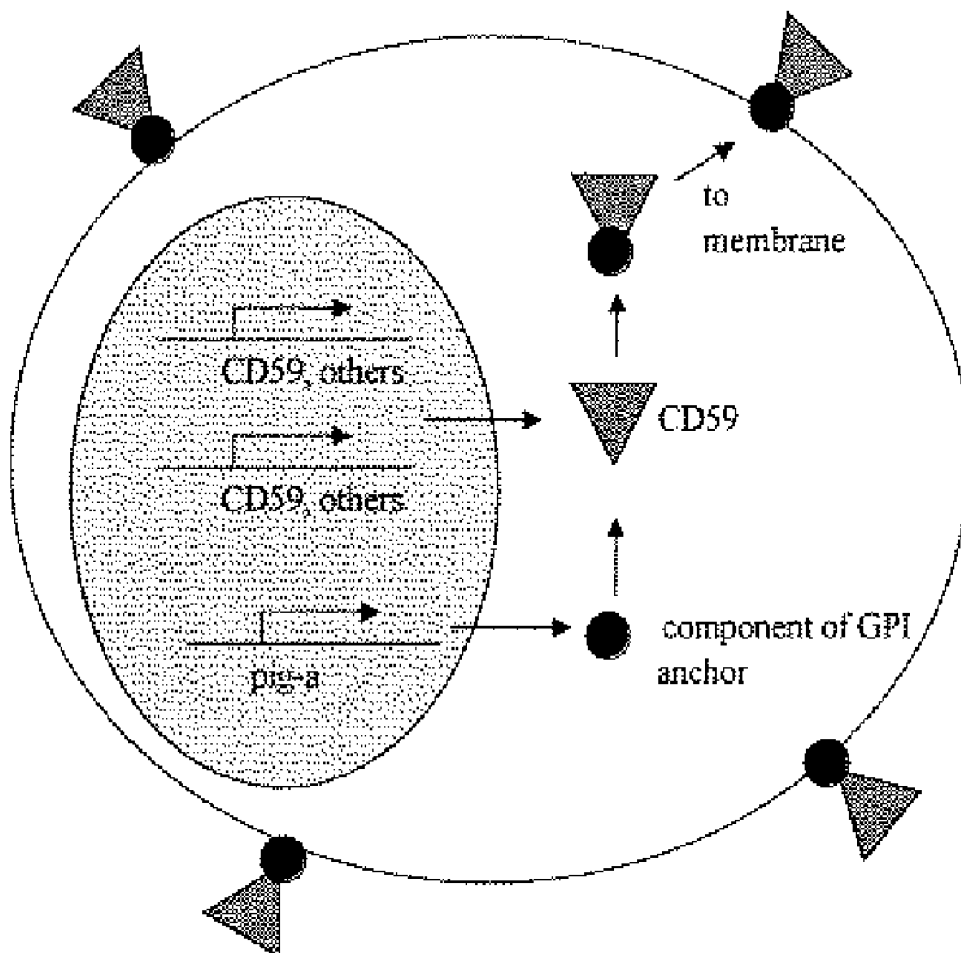 to
membrane
CD59, others
CD59
CD59, others
component of GPI
anchor
pig-a